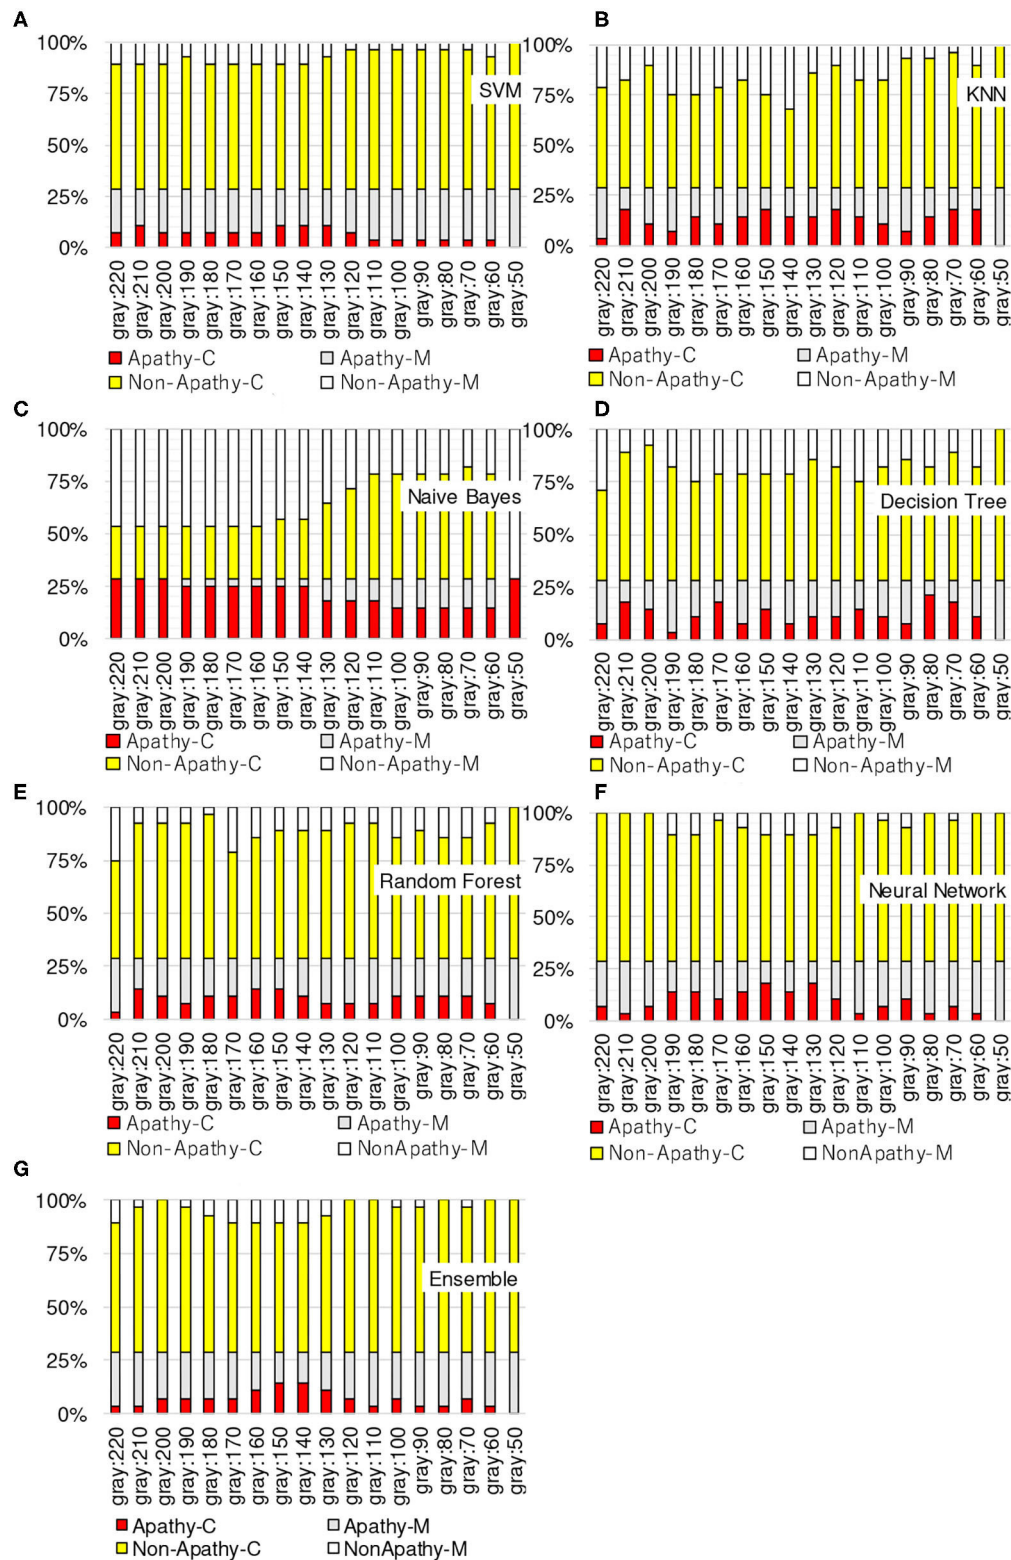 A
100%
75%
50%
25%
0%
SVM
gray:220
gray:210
gray:200
gray:190
gray:180
gray:170
gray:160
gray:150
gray:140
gray:130
gray:120
gray:110
gray:100
gray:90
gray:80
gray:70
gray:60
gray:50
Apathy-C
Apathy-M
Non-Apathy-C
Non-Apathy-M
B
100%
75%
50%
25%
0%
KNN
gray:220
gray:210
gray:200
gray:190
gray:180
gray:170
gray:160
gray:150
gray:140
gray:130
gray:120
gray:110
gray:100
gray:90
gray:80
gray:70
gray:60
gray:50
Apathy-C
Apathy-M
Non-Apathy-C
Non-Apathy-M
C
100%
75%
50%
25%
0%
Naive Bayes
gray:220
gray:210
gray:200
gray:190
gray:180
gray:170
gray:160
gray:150
gray:140
gray:130
gray:120
gray:110
gray:100
gray:90
gray:80
gray:70
gray:60
gray:50
Apathy-C
Apathy-M
Non-Apathy-C
Non-Apathy-M
D
100%
75%
50%
25%
0%
Decision Tree
gray:220
gray:210
gray:200
gray:190
gray:180
gray:170
gray:160
gray:150
gray:140
gray:130
gray:120
gray:110
gray:100
gray:90
gray:80
gray:70
gray:60
gray:50
Apathy-C
Apathy-M
Non-Apathy-C
Non-Apathy-M
E
100%
75%
50%
25%
0%
Random Forest
gray:220
gray:210
gray:200
gray:190
gray:180
gray:170
gray:160
gray:150
gray:140
gray:130
gray:120
gray:110
gray:100
gray:90
gray:80
gray:70
gray:60
gray:50
Apathy-C
Apathy-M
Non-Apathy-C
NonApathy-M
F
100%
75%
50%
25%
0%
Neural Network
gray:220
gray:210
gray:200
gray:190
gray:180
gray:170
gray:160
gray:150
gray:140
gray:130
gray:120
gray:110
gray:100
gray:90
gray:80
gray:70
gray:60
gray:50
Apathy-C
Apathy-M
Non-Apathy-C
NonApathy-M
G
100%
75%
50%
25%
0%
Ensemble
gray:220
gray:210
gray:200
gray:190
gray:180
gray:170
gray:160
gray:150
gray:140
gray:130
gray:120
gray:110
gray:100
gray:90
gray:80
gray:70
gray:60
gray:50
Apathy-C
Apathy-M
Non-Apathy-C
NonApathy-M